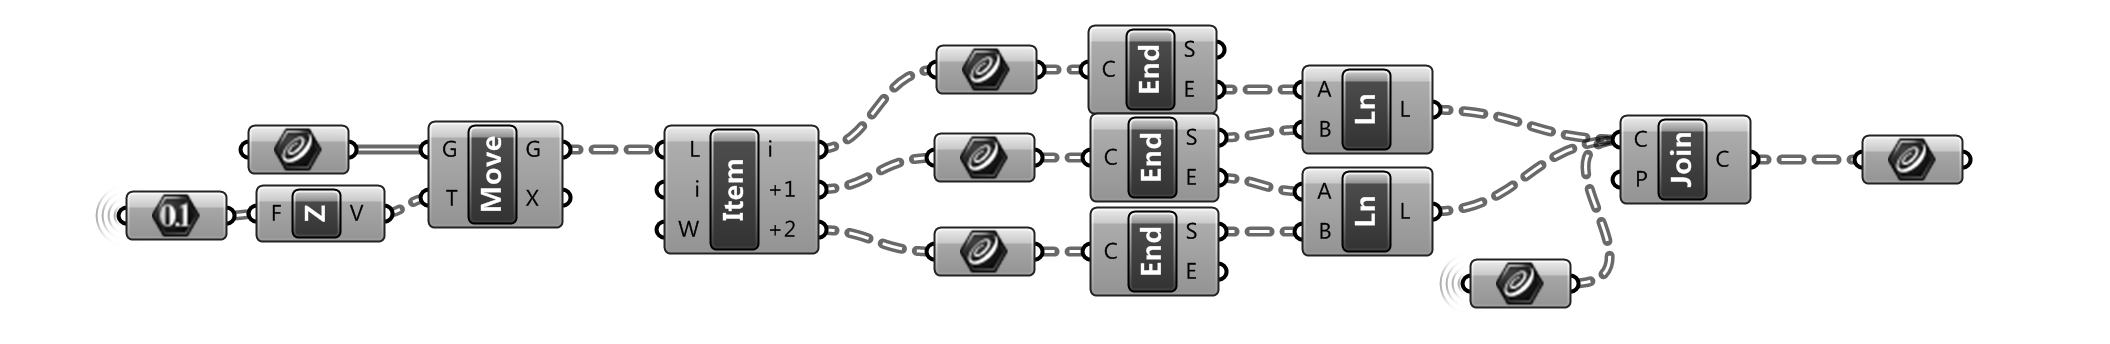 C End S E
A B Ln L
G T Move G X
L i W Item i +1 +2
C End S E
C P Join C
0.1
F Z V
A B Ln L
C End S E